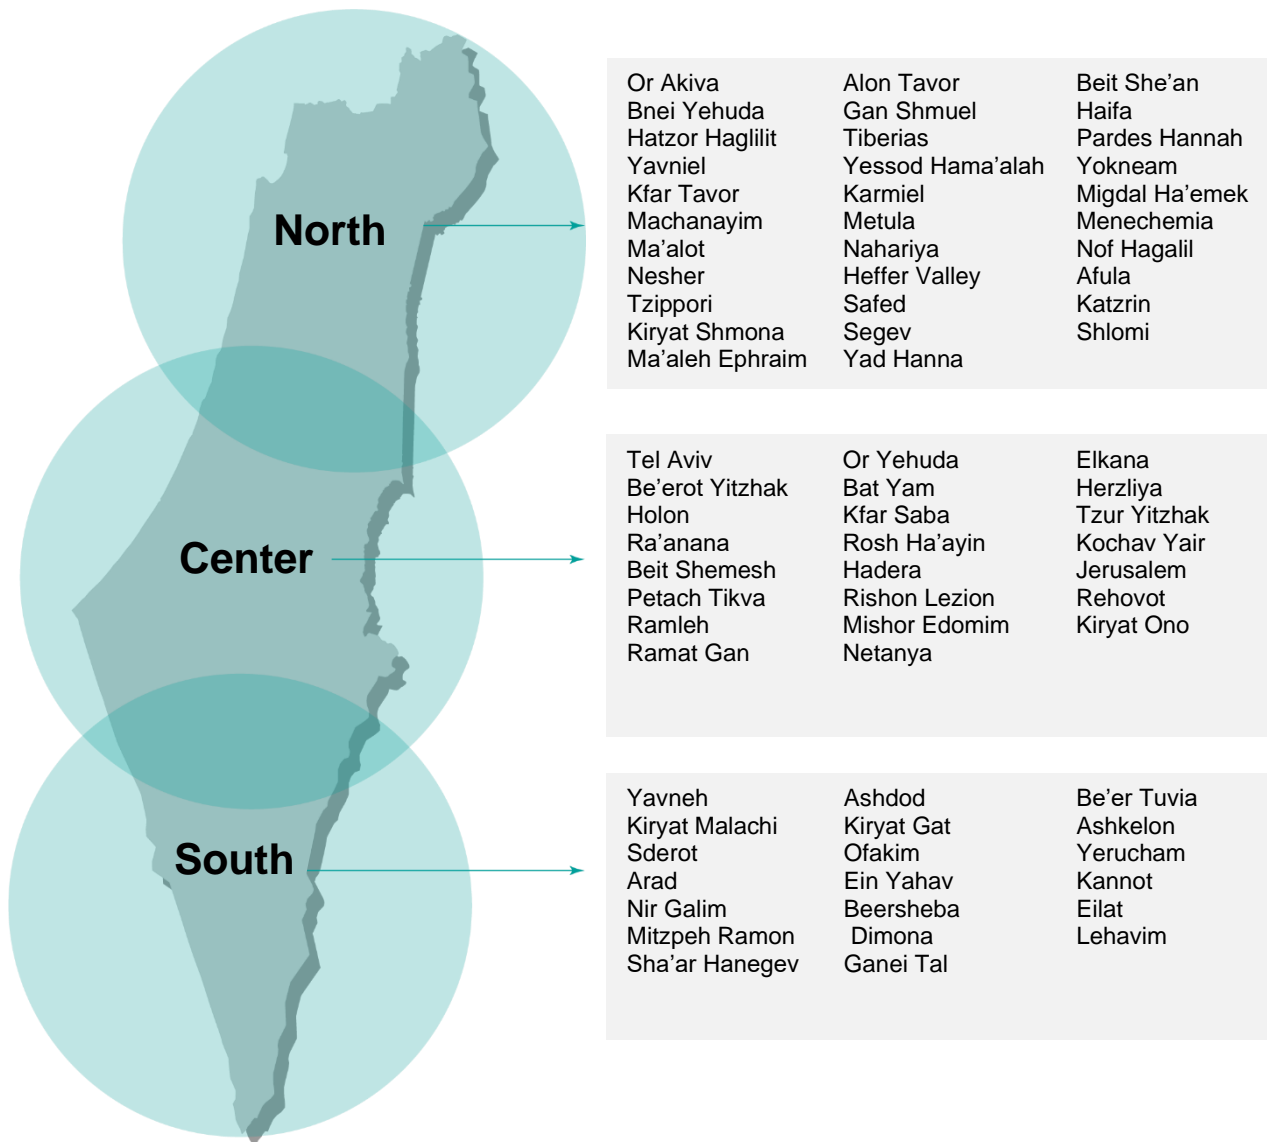 North
Or Akiva Alon Tavor Beit She’an
Bnei Yehuda Gan Shmuel Haifa
Hatzor Haglilit Tiberias Pardes Hannah
Yavniel Yessod Hama’alah Yokneam
Kfar Tavor Karmiel Migdal Ha’emek
Machanayim Metula Menechemia
Ma’alot Nahariya Nof Hagalil
Nesher Heffer Valley Afula
Tzippori Safed Katzrin
Kiryat Shmona Segev Shlomi
Ma’aleh Ephraim Yad Hanna
Center
Tel Aviv Or Yehuda Elkana
Be’erot Yitzhak Bat Yam Herzliya
Holon Kfar Saba Tzur Yitzhak
Ra’anana Rosh Ha’ayin Kochav Yair
Beit Shemesh Hadera Jerusalem
Petach Tikva Rishon Lezion Rehovot
Ramleh Mishor Edomim Kiryat Ono
Ramat Gan Netanya
South
Yavneh Ashdod Be’er Tuvia
Kiryat Malachi Kiryat Gat Ashkelon
Sderot Ofakim Yerucham
Arad Ein Yahav Kannot
Nir Galim Beersheba Eilat
Mitzpeh Ramon Dimona Lehavim
Sha’ar Hanegev Ganei Tal